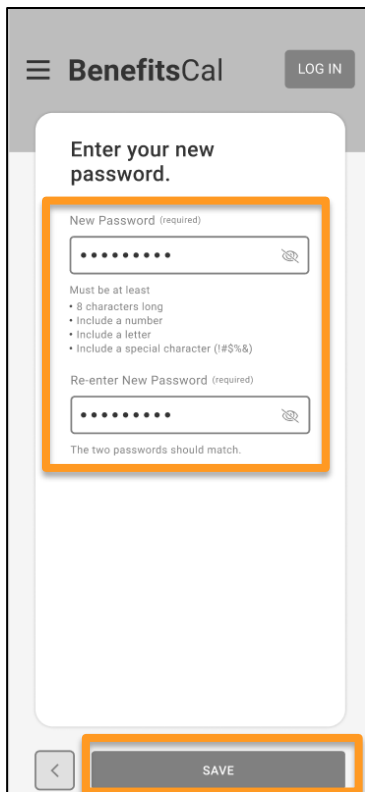 BenefitsCal
LOG IN
Enter your new
password.
New Password (required)
•••••••••
Must be at least
• 8 characters long
• Include a number
• Include a letter
• Include a special character (!#$%&)
Re-enter New Password (required)
•••••••••
The two passwords should match.
SAVE